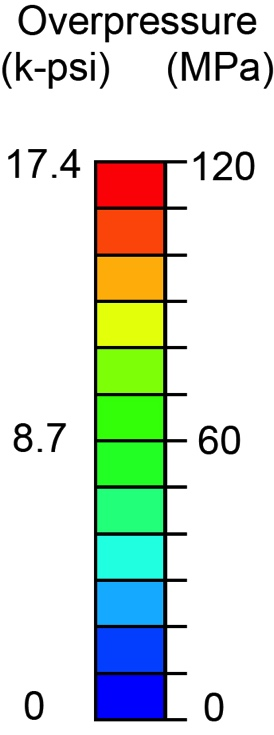 Overpressure
(k-psi) (MPa)
17.4 120
8.7 60
0 0